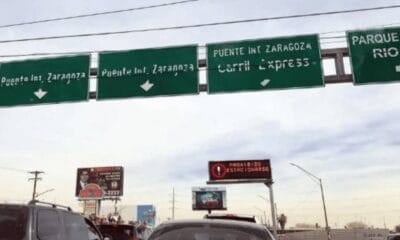 Puente Int. Zaragoza
Puente Int. Zaragoza
PUENTE INT. ZARAGOZA
Carril Express
PARQUE
RIO
PROHIBIDO
ESTACIONARSE